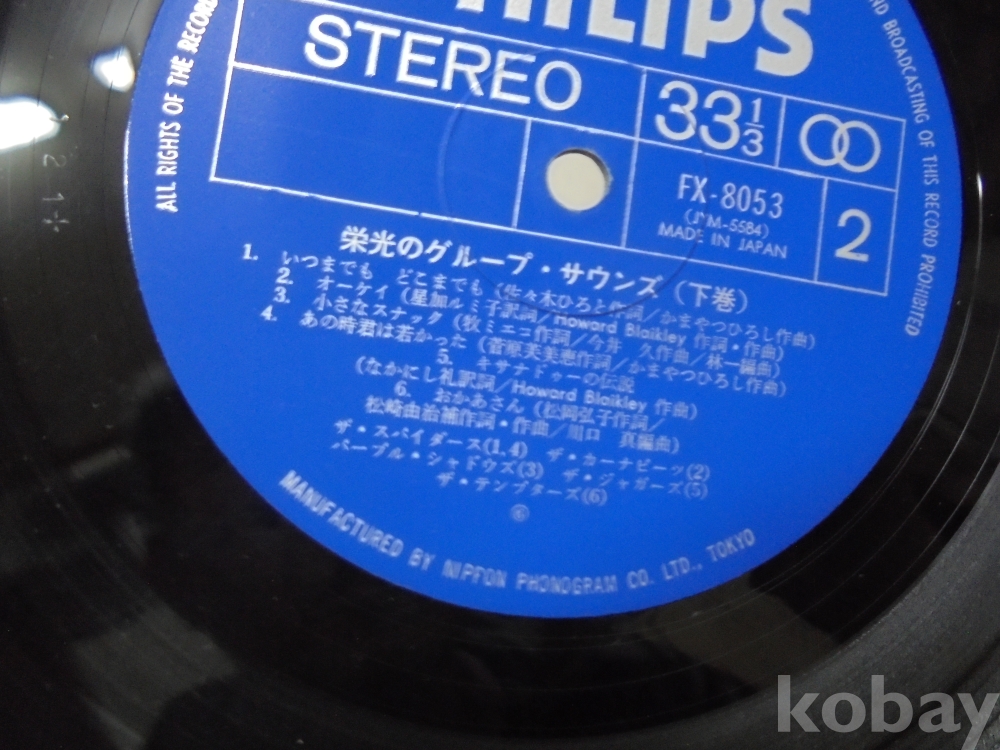 PHILIPS
STEREO
33 1/3
FX-8053
MADE IN JAPAN
2
栄光のグループ・サウンズ (下巻)
1. いつまでも どこまでも (佐々木ひろと作詞/かまやつひろし作曲)
2. オーケイ (星加ルミ子訳詞/Howard Blaikley 作詞・作曲)
3. 小さなスナック (牧ミエコ作詞/今井 久作曲/林一編曲)
4. あの時君は若かった (菅原芙美恵作詞/かまやつひろし作曲)
5. キサナドゥーの伝説
(なかにし礼訳詞/Howard Blaikley 作曲)
6. おかあさん (松岡弘子作詞/
松崎由治補作詞・作曲/川口 真編曲)
ザ・スパイダース(1,4) ザ・カーナビーツ(2)
パープル・シャドウズ(3) ザ・ジャガーズ(5)
ザ・テンプターズ(6)
MANUFACTURED BY NIPPON PHONOGRAM CO. LTD., TOKYO
ALL RIGHTS OF THE RECORD
AND BROADCASTING OF THIS RECORD PROHIBITED
kobay